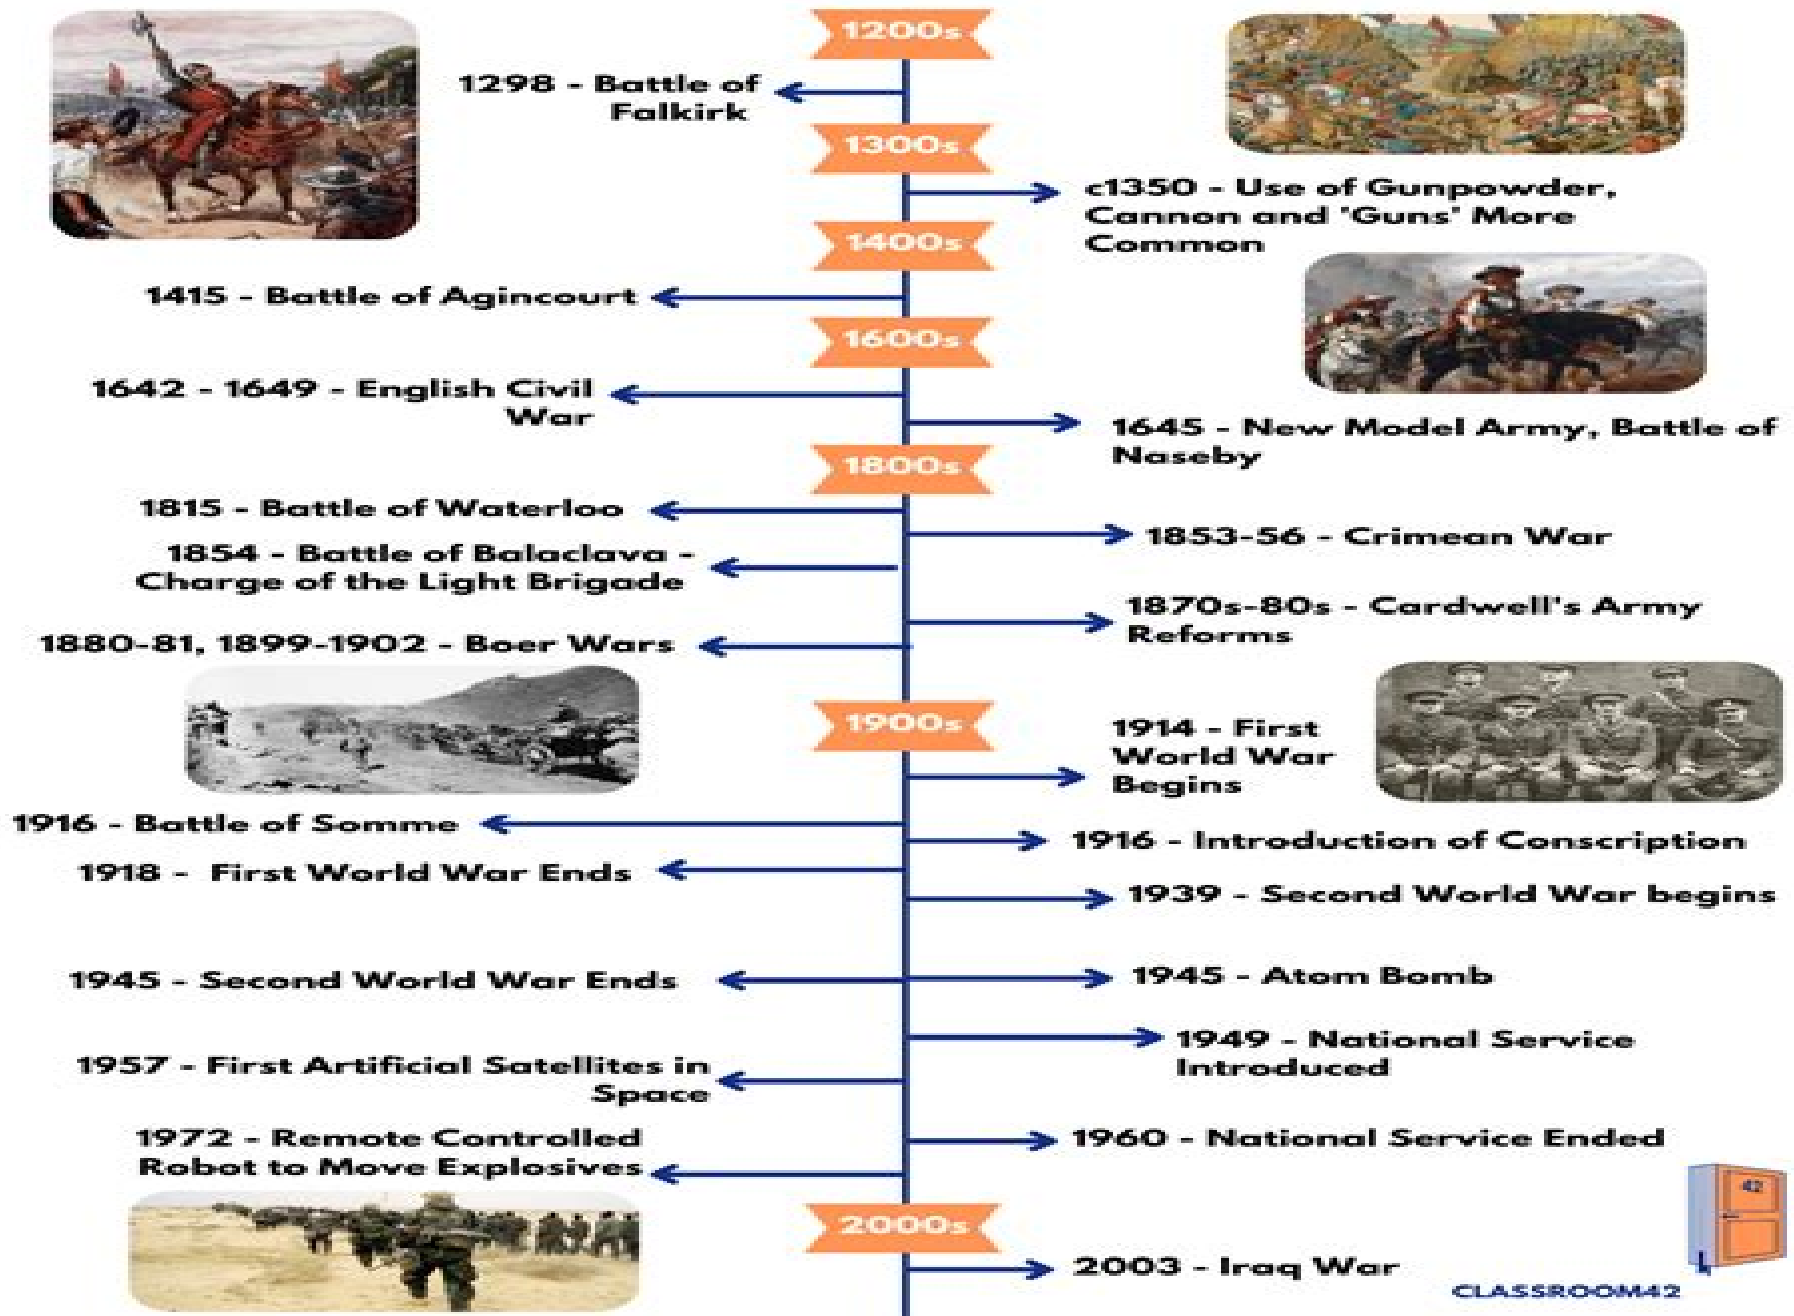 1200s
1298 - Battle of
Falkirk
1300s
c1350 - Use of Gunpowder,
Cannon and 'Guns' More
Common
1400s
1415 - Battle of Agincourt
1600s
1642 - 1649 - English Civil
War
1645 - New Model Army, Battle of
Naseby
1800s
1815 - Battle of Waterloo
1853-56 - Crimean War
1854 - Battle of Balaclava -
Charge of the Light Brigade
1870s-80s - Cardwell's Army
Reforms
1880-81, 1899-1902 - Boer Wars
1900s
1914 - First
World War
Begins
1916 - Battle of Somme
1916 - Introduction of Conscription
1918 - First World War Ends
1939 - Second World War begins
1945 - Second World War Ends
1945 - Atom Bomb
1949 - National Service
Introduced
1957 - First Artificial Satellites in
Space
1960 - National Service Ended
1972 - Remote Controlled
Robot to Move Explosives
2000s
2003 - Iraq War
42
CLASSROOM42